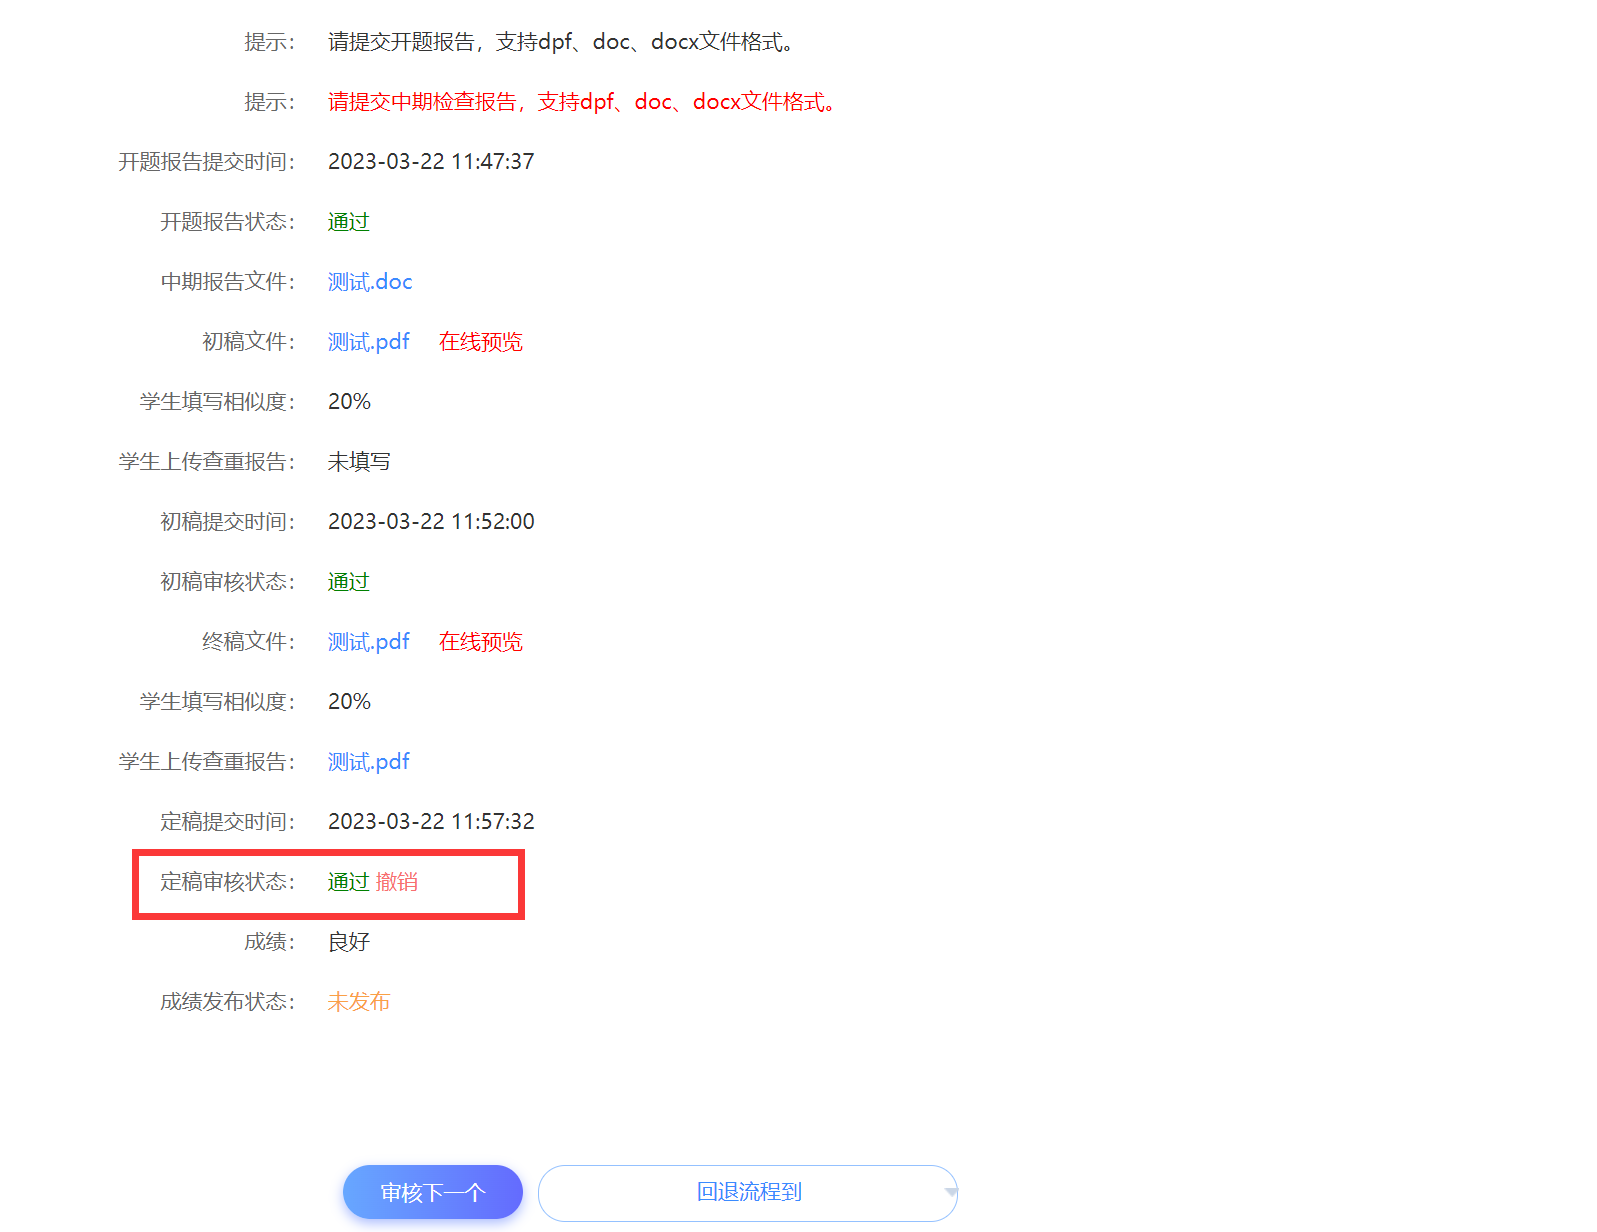 提示： 请提交开题报告，支持dpf、doc、docx文件格式。
提示： 请提交中期检查报告，支持dpf、doc、docx文件格式。
开题报告提交时间： 2023-03-22 11:47:37
开题报告状态： 通过
中期报告文件： 测试.doc
初稿文件： 测试.pdf 在线预览
学生填写相似度： 20%
学生上传查重报告： 未填写
初稿提交时间： 2023-03-22 11:52:00
初稿审核状态： 通过
终稿文件： 测试.pdf 在线预览
学生填写相似度： 20%
学生上传查重报告： 测试.pdf
定稿提交时间： 2023-03-22 11:57:32
定稿审核状态： 通过 撤销
成绩： 良好
成绩发布状态： 未发布
审核下一个 回退流程到